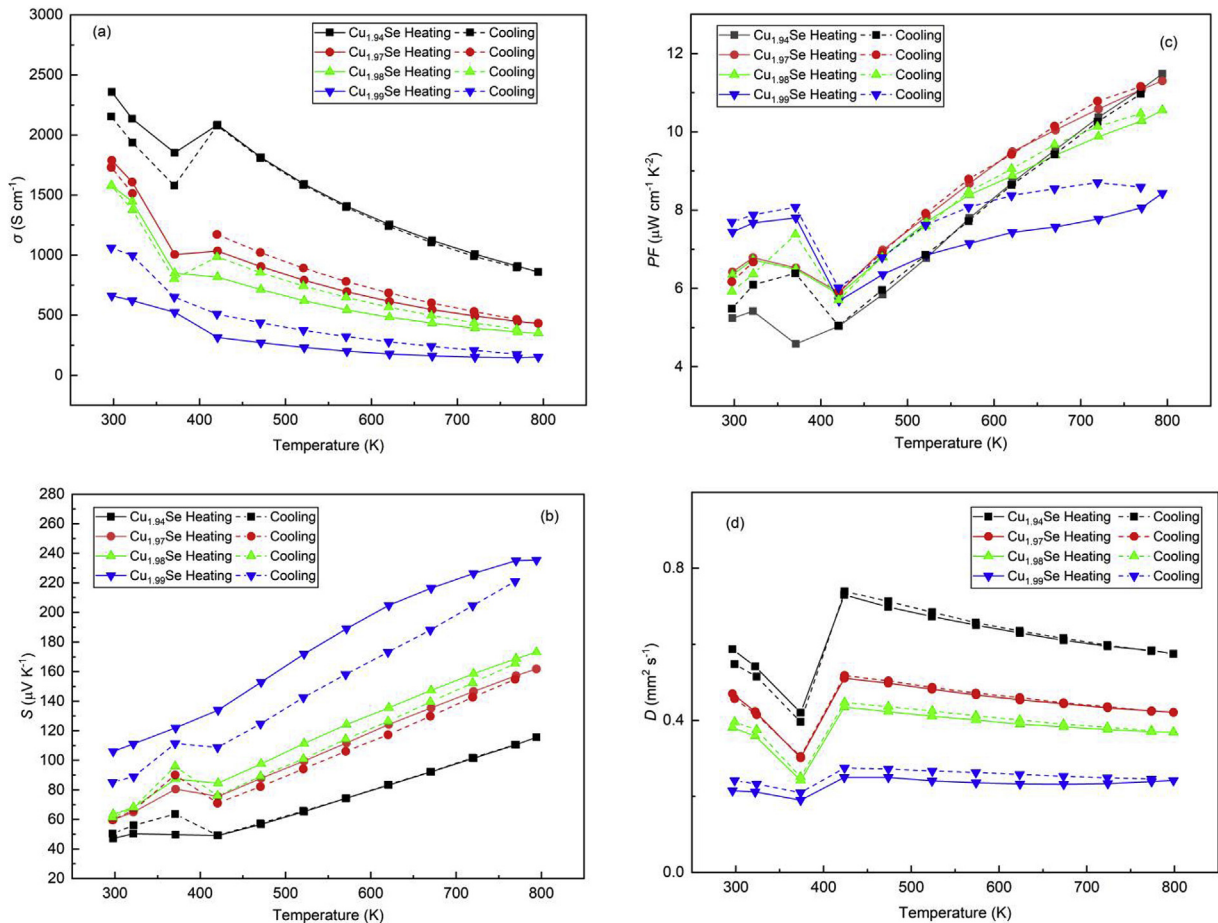 (a)
Cu1.94Se Heating Cooling
Cu1.97Se Heating Cooling
Cu1.98Se Heating Cooling
Cu1.99Se Heating Cooling
3000
2500
2000
1500
1000
500
0
σ (S cm⁻¹)
300 400 500 600 700 800
Temperature (K)
(c)
Cu1.94Se Heating Cooling
Cu1.97Se Heating Cooling
Cu1.98Se Heating Cooling
Cu1.99Se Heating Cooling
12
10
8
6
4
PF (μW cm⁻¹ K⁻²)
300 400 500 600 700 800
Temperature (K)
(b)
Cu1.94Se Heating Cooling
Cu1.97Se Heating Cooling
Cu1.98Se Heating Cooling
Cu1.99Se Heating Cooling
280
260
240
220
200
180
160
140
120
100
80
60
40
20
S (μV K⁻¹)
300 400 500 600 700 800
Temperature (K)
(d)
Cu1.94Se Heating Cooling
Cu1.97Se Heating Cooling
Cu1.98Se Heating Cooling
Cu1.99Se Heating Cooling
0.8
0.4
0.0
D (mm² s⁻¹)
300 400 500 600 700 800
Temperature (K)